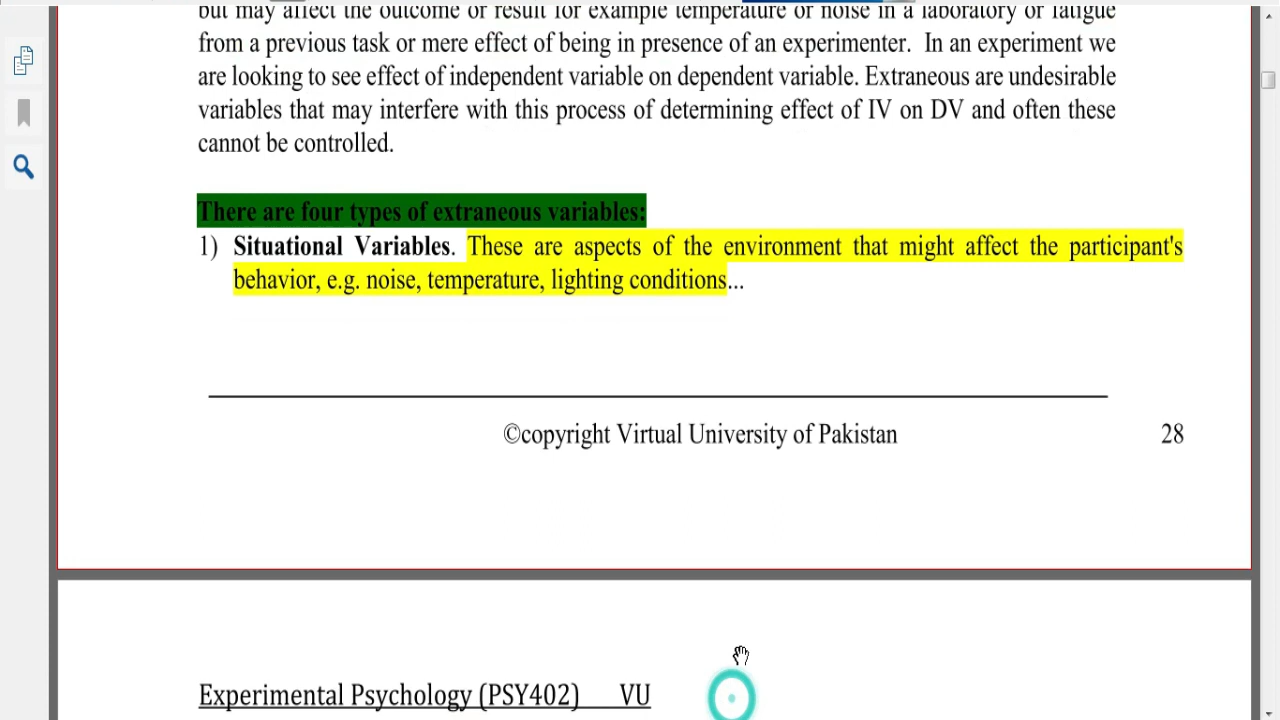 but may affect the outcome or result for example temperature or noise in a laboratory or fatigue
from a previous task or mere effect of being in presence of an experimenter.  In an experiment we
are looking to see effect of independent variable on dependent variable. Extraneous are undesirable
variables that may interfere with this process of determining effect of IV on DV and often these
cannot be controlled.
There are four types of extraneous variables:
1) Situational Variables. These are aspects of the environment that might affect the participant's
behavior, e.g. noise, temperature, lighting conditions...
©copyright Virtual University of Pakistan 28
Experimental Psychology (PSY402) VU